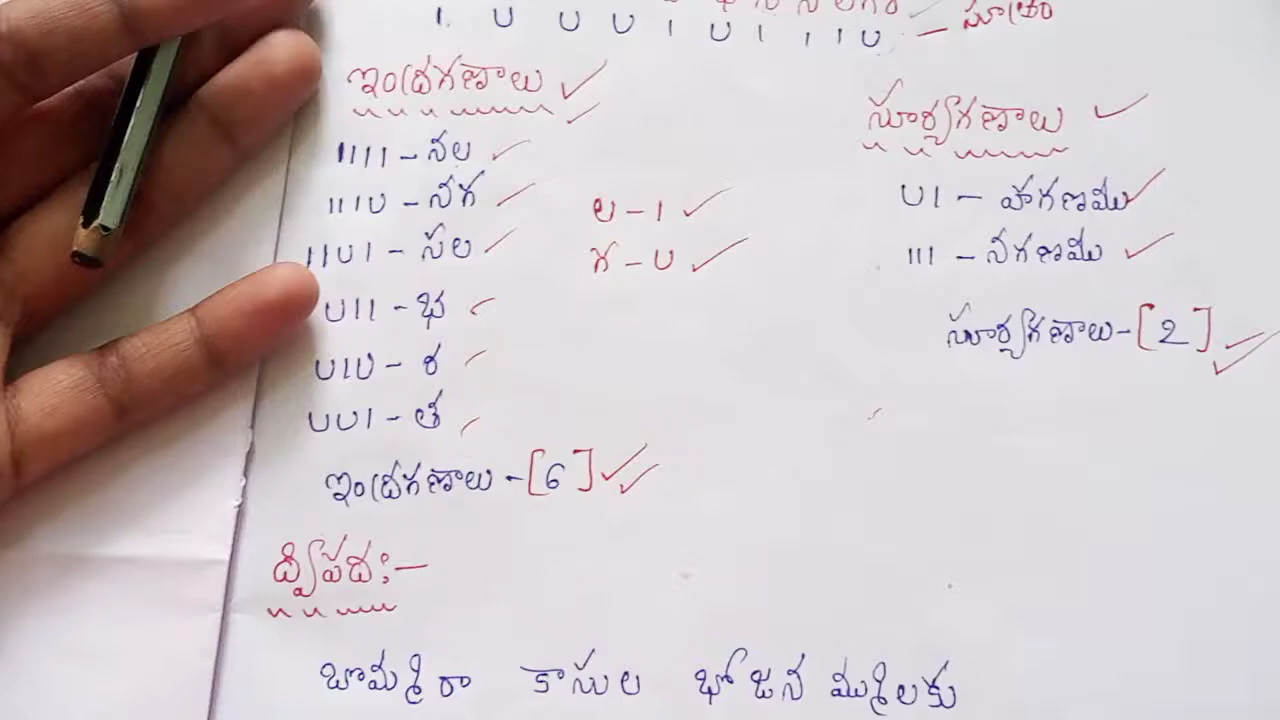 I U U U I U I I I U – సూత్రం
ఇంద్రగణాలు
IIII – నల
IIIU – నగ
IIUI – సల
UII – భ
UIU – ర
UUI – త
ఇంద్రగణాలు – [6]
ల – I
గ – U
సూర్యగణాలు
UI – హగణము
III – నగణము
సూర్యగణాలు – [2]
ద్విపద :–
బొమ్మరా కాసుల భోజన ముల్లెలకు